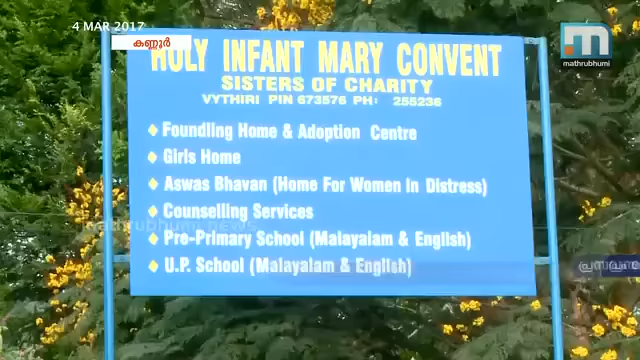 4 MAR 2017
കണ്ണൂർ
mathrubhumi
HOLY INFANT MARY CONVENT
SISTERS OF CHARITY
VYTHIRI PIN 673576 PH: 255236
Foundling Home & Adoption Centre
Girls Home
Aswas Bhavan (Home For Women In Distress)
Counselling Services
mathrubhumi news
Pre-Primary School (Malayalam & English)
U.P. School (Malayalam & English)